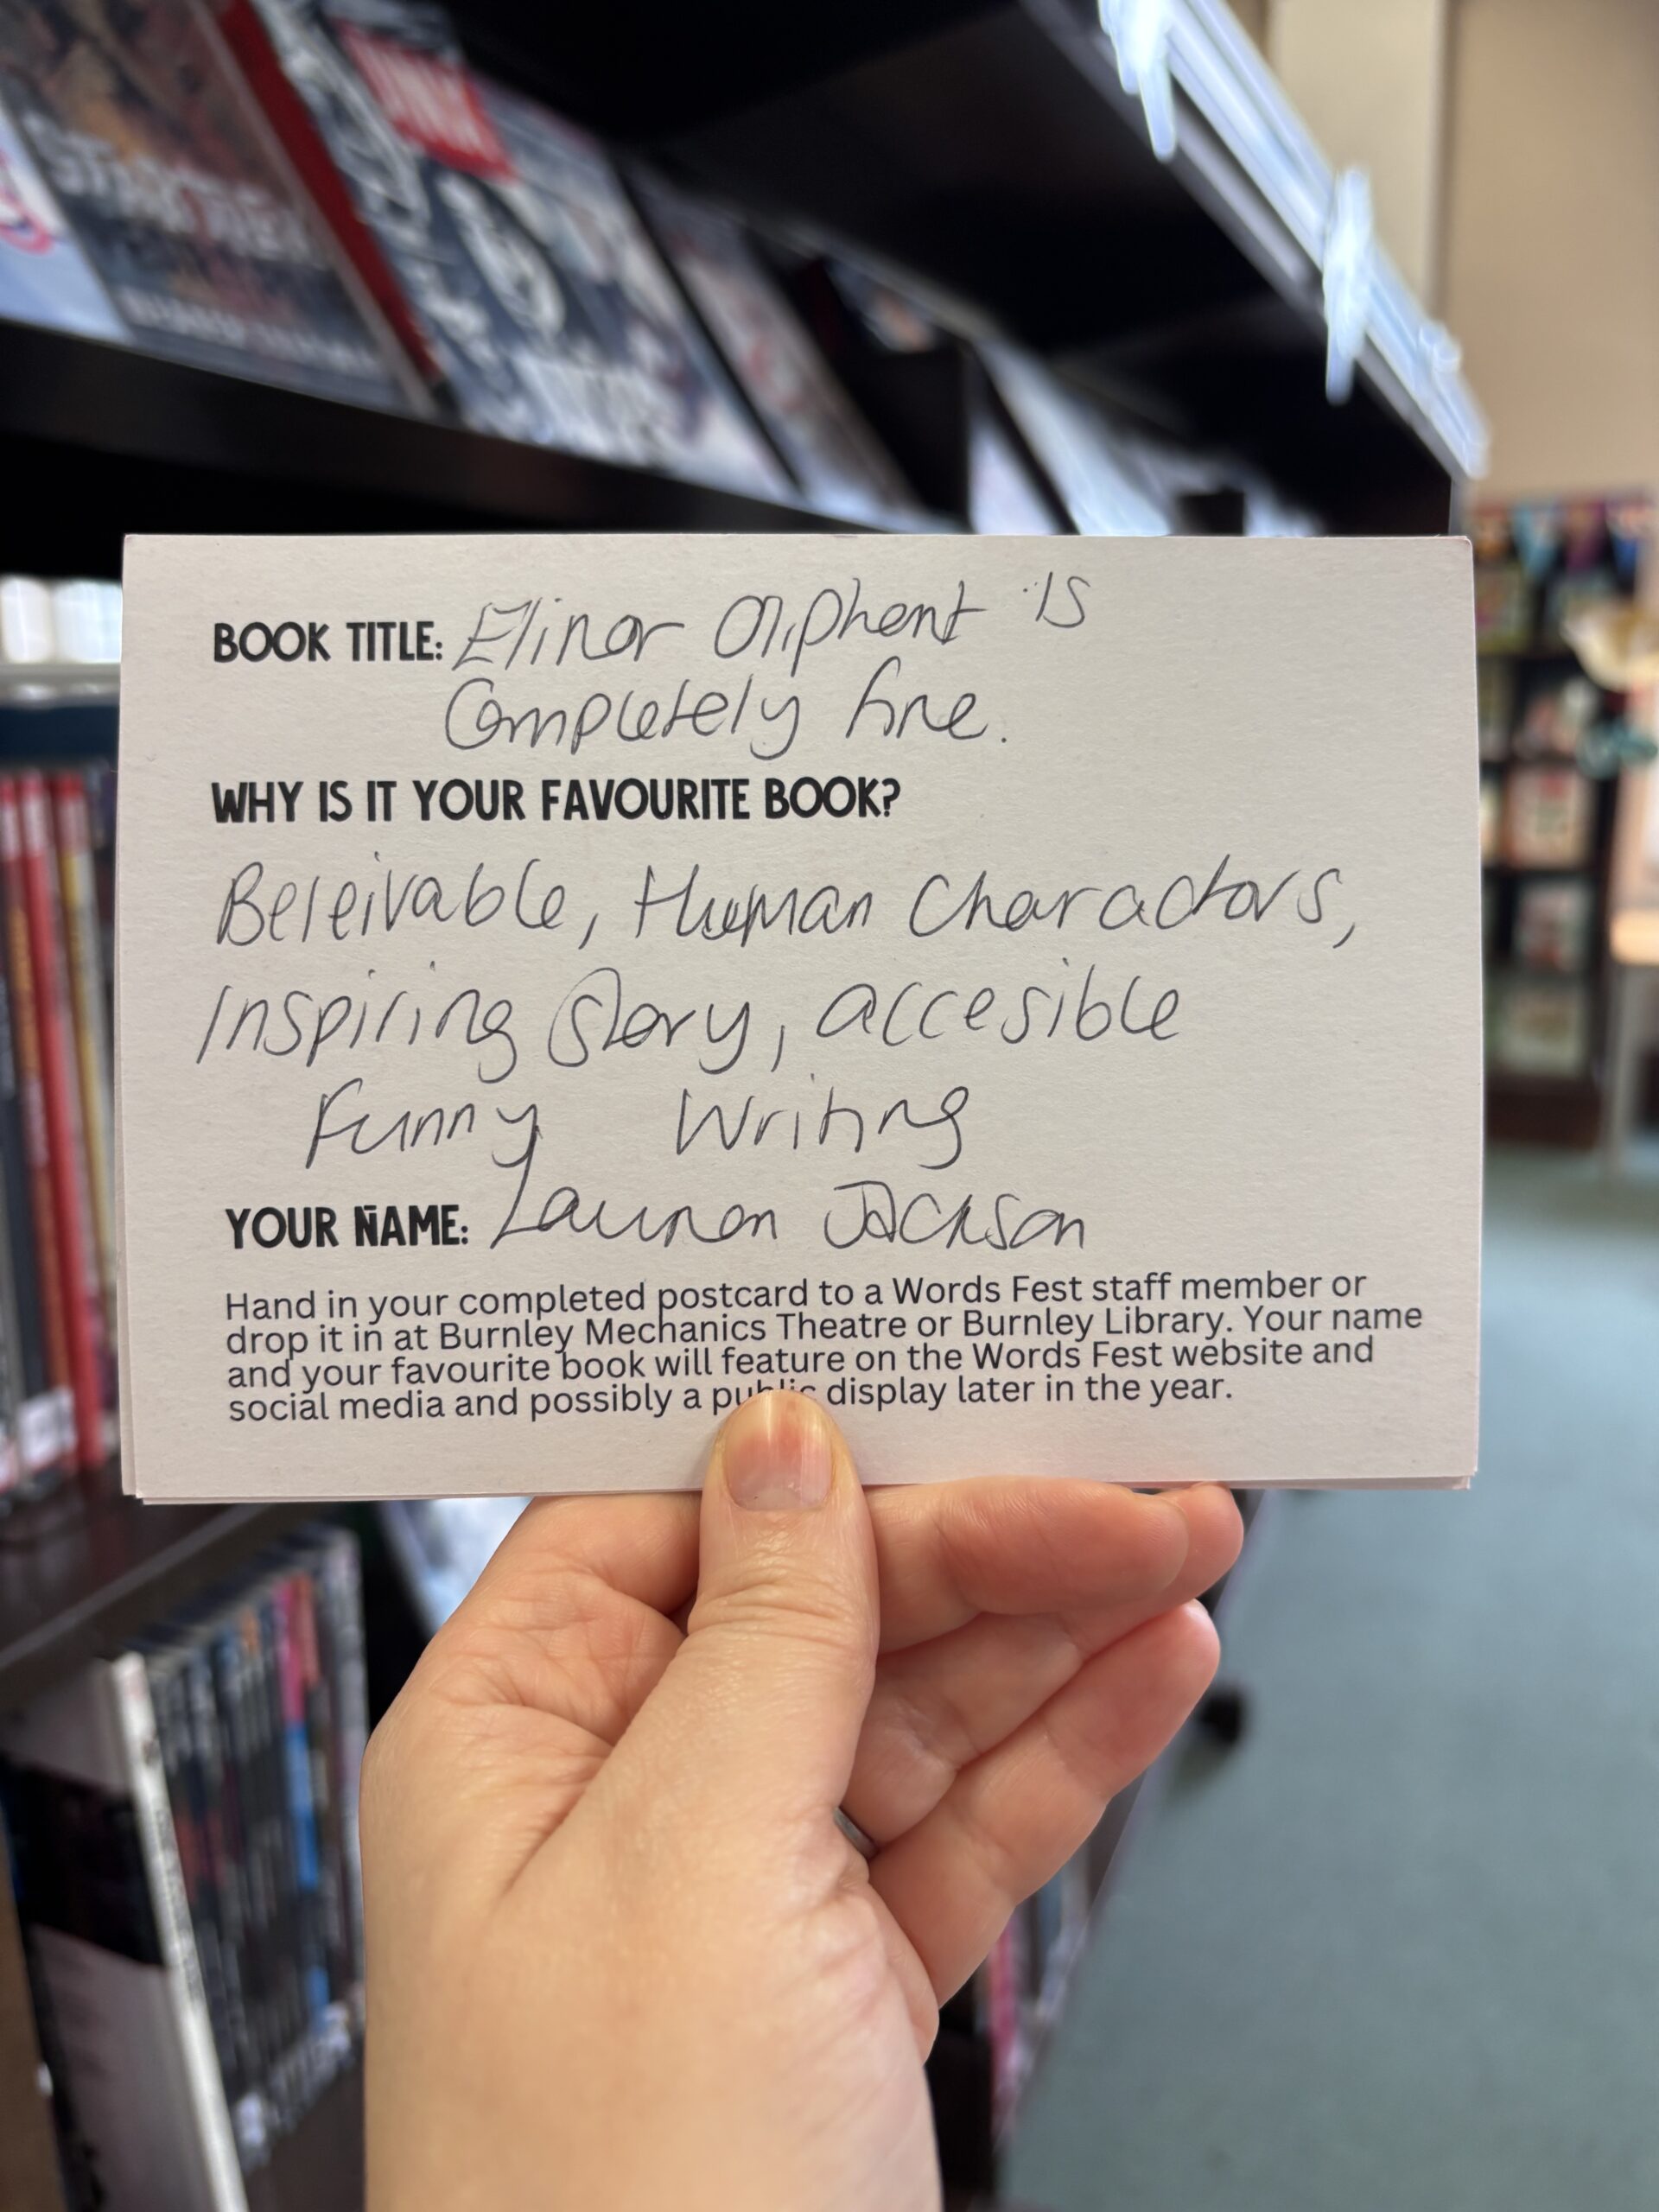 STAR TREK
BOOK TITLE: Elinor Oliphent is
Completely fine.
WHY IS IT YOUR FAVOURITE BOOK?
Beleivable, Human Charactors,
Inspiring Story, accesible
Funny Writing
YOUR NAME: Lauren Jackson
Hand in your completed postcard to a Words Fest staff member or
drop it in at Burnley Mechanics Theatre or Burnley Library. Your name
and your favourite book will feature on the Words Fest website and
social media and possibly a public display later in the year.